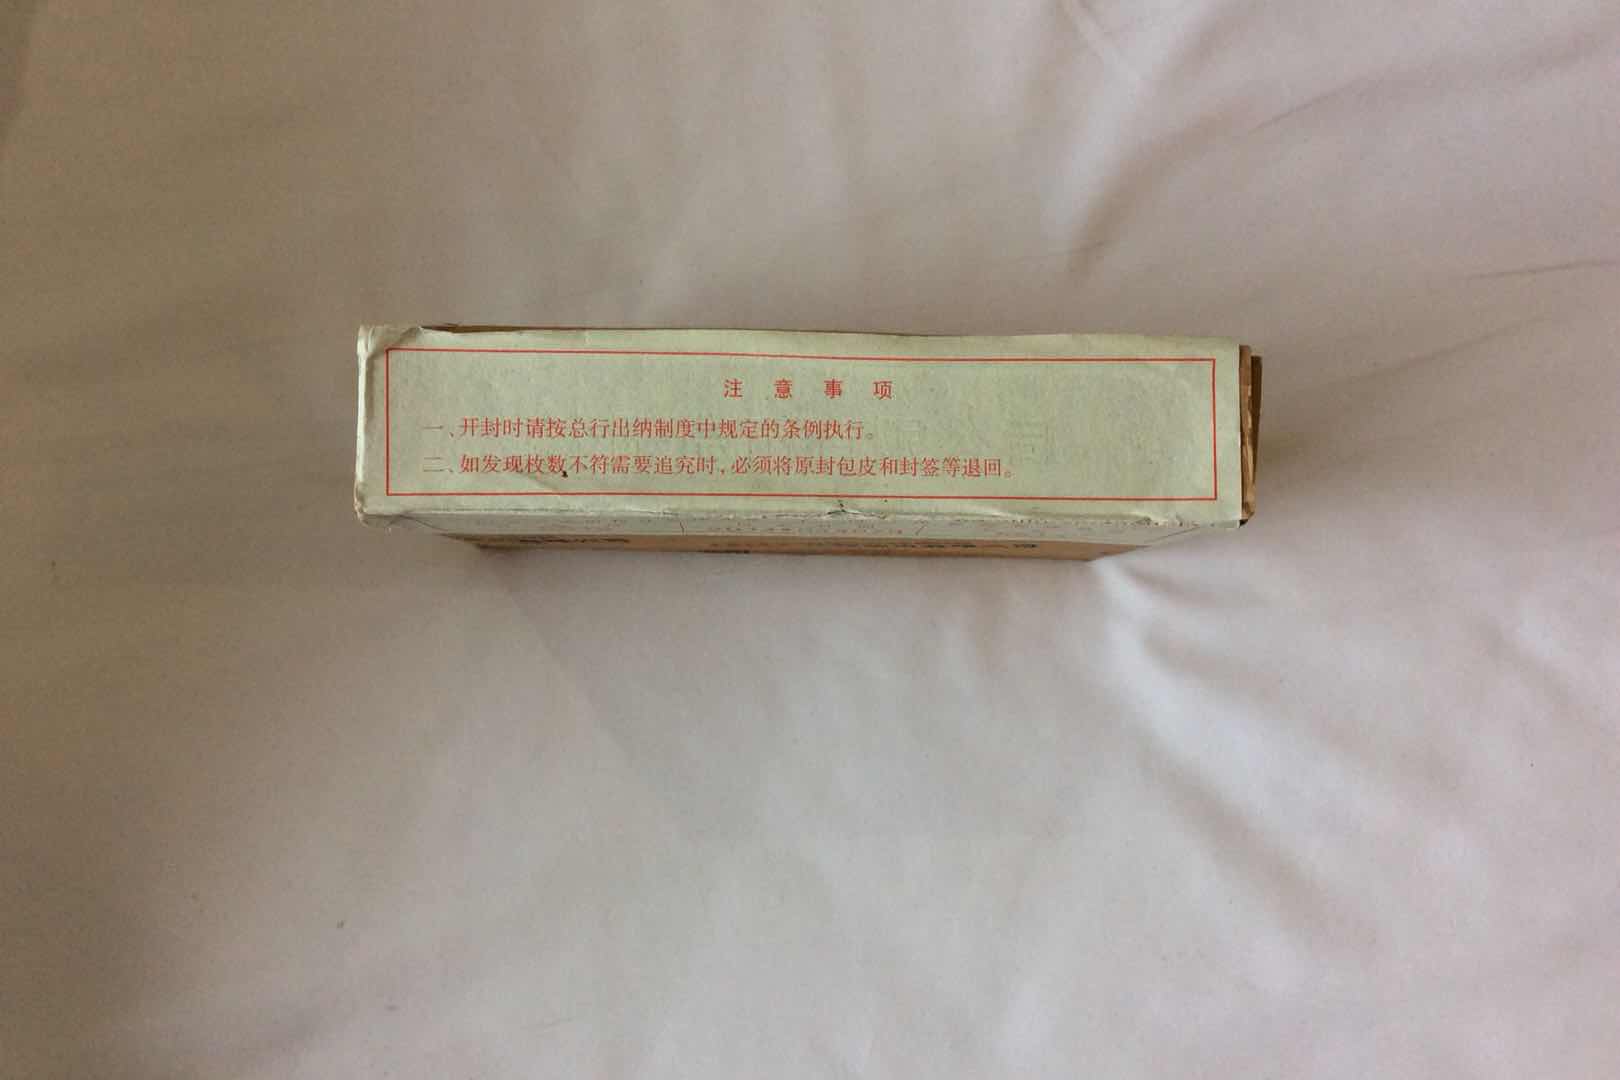 注意事项
一、开封时请按总行出纳制度中规定的条例执行。
二、如发现枚数不符需要追究时，必须将原封包皮和封签等退回。